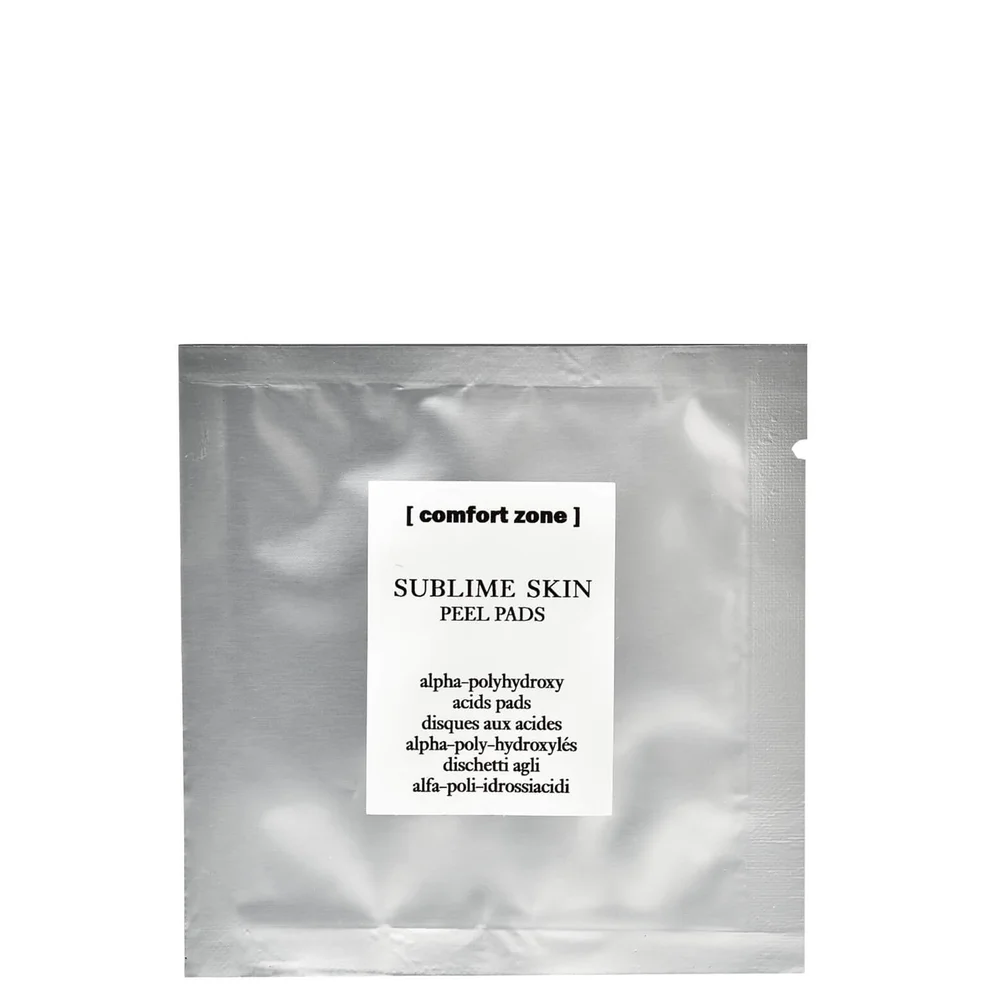 [ comfort zone ]
SUBLIME SKIN
PEEL PADS
alpha-polyhydroxy
acids pads
disques aux acides
alpha-poly-hydroxylés
dischetti agli
alfa-poli-idrossiacidi